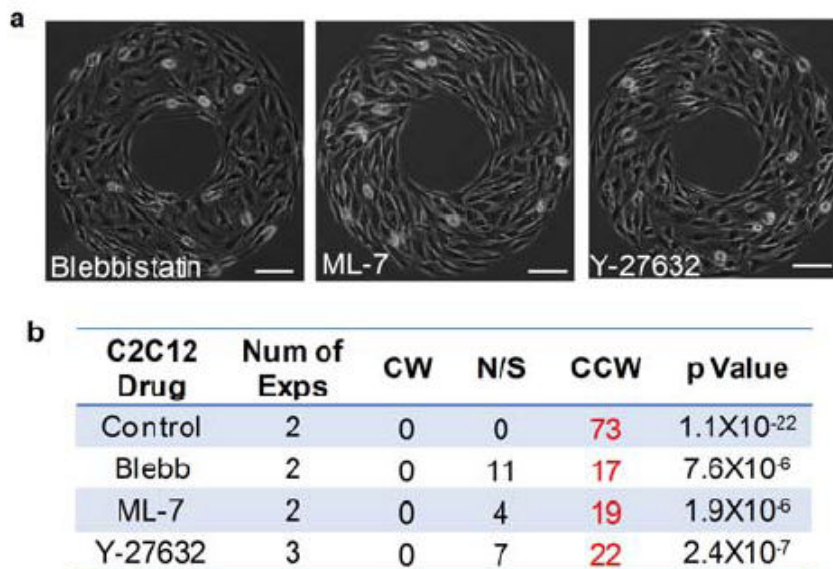 a
Blebbistatin ML-7 Y-27632
b
C2C12 Drug Num of Exps CW N/S CCW p Value
Control 2 0 0 73 1.1X10-22
Blebb 2 0 11 17 7.6X10-6
ML-7 2 0 4 19 1.9X10-6
Y-27632 3 0 7 22 2.4X10-7